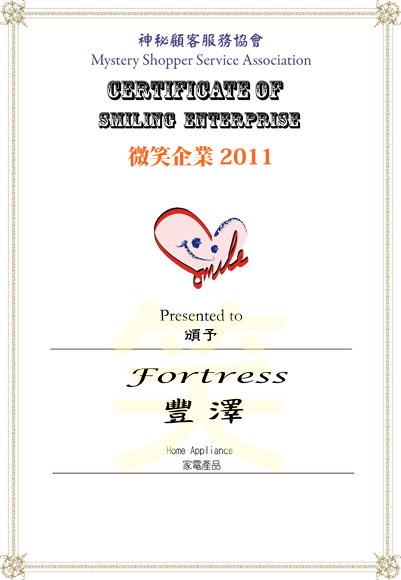 神秘顧客服務協會
Mystery Shopper Service Association
CERTIFICATE OF
SMILING ENTERPRISE
微笑企業 2011
Smile
Presented to
頒予
笑
Fortress
豐澤
Home Appliance
家電產品